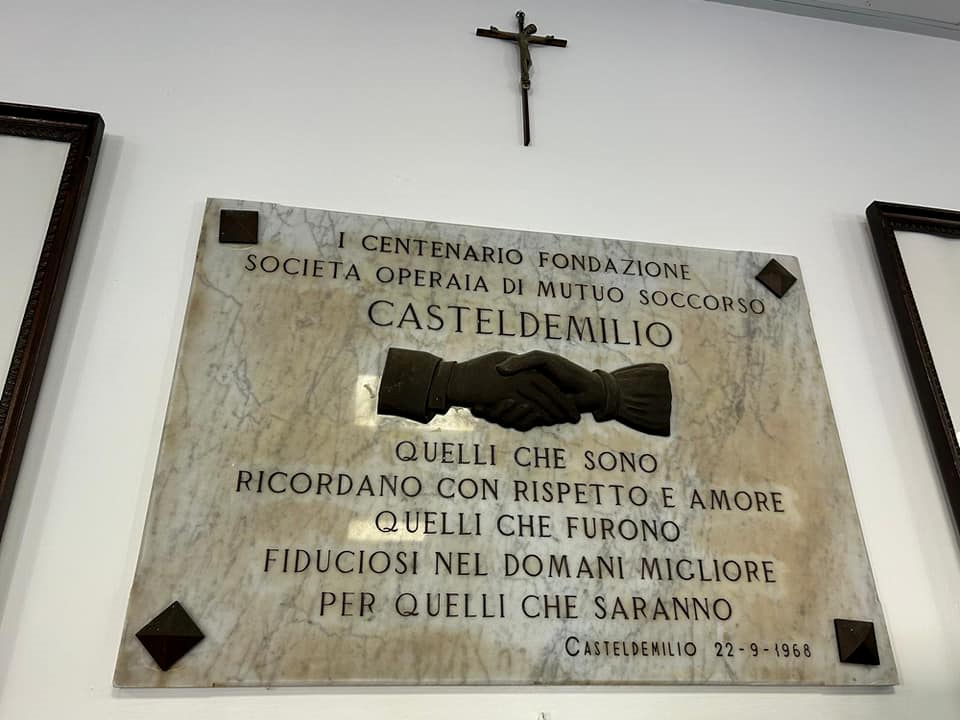 I CENTENARIO FONDAZIONE
SOCIETA OPERAIA DI MUTUO SOCCORSO
CASTELDEMILIO
QUELLI CHE SONO
RICORDANO CON RISPETTO E AMORE
QUELLI CHE FURONO
FIDUCIOSI NEL DOMANI MIGLIORE
PER QUELLI CHE SARANNO
CASTELDEMILIO 22-9-1968